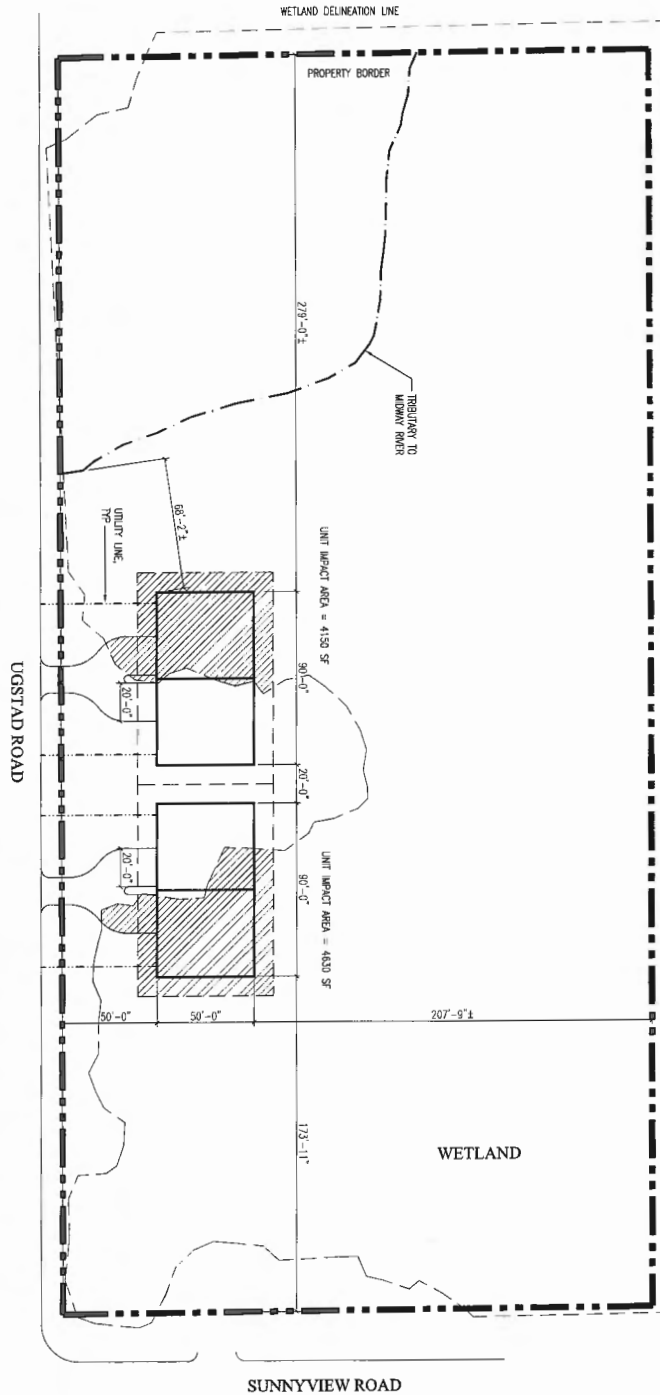 WETLAND DELINEATION LINE
PROPERTY BORDER
279'-0"±
TRIBUTARY TO
MIDWAY RIVER
68'-2"±
UTILITY LINE,
TYP
UNIT IMPACT AREA = 4150 SF
90'-0"
20'-0"
20'-0"
UGSTAD ROAD
20'-0"
UNIT IMPACT AREA = 4630 SF
90'-0"
50'-0"
50'-0"
207'-9"±
173'-11"
WETLAND
SUNNYVIEW ROAD